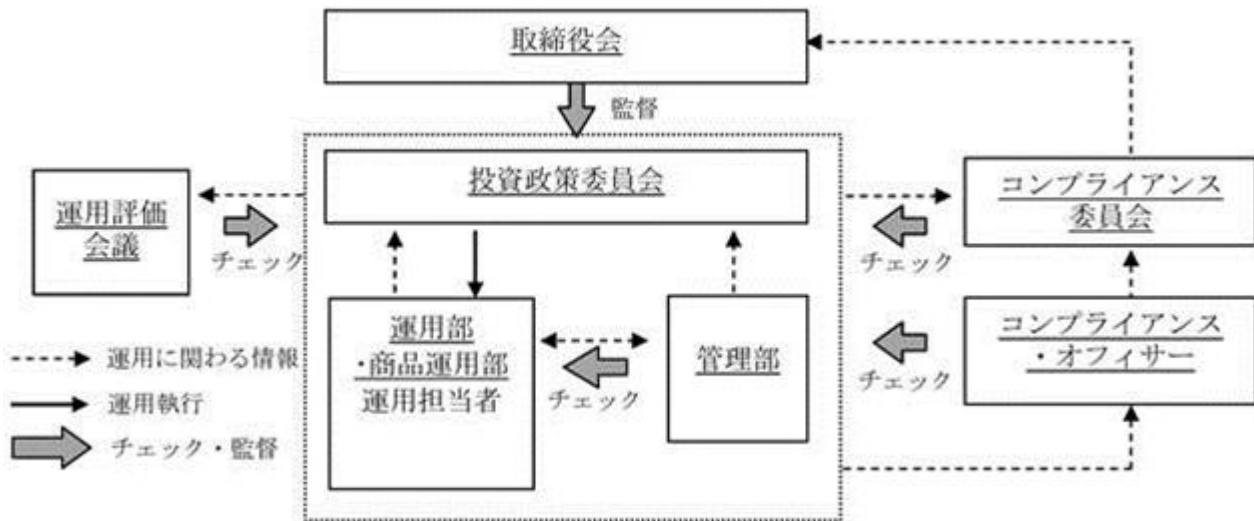 取締役会
監督
投資政策委員会
運用評価
会議
チェック
コンプライアンス
委員会
チェック
運用部
・商品運用部
運用担当者
チェック
管理部
コンプライアンス
・オフィサー
チェック
運用に関わる情報
運用執行
チェック・監督